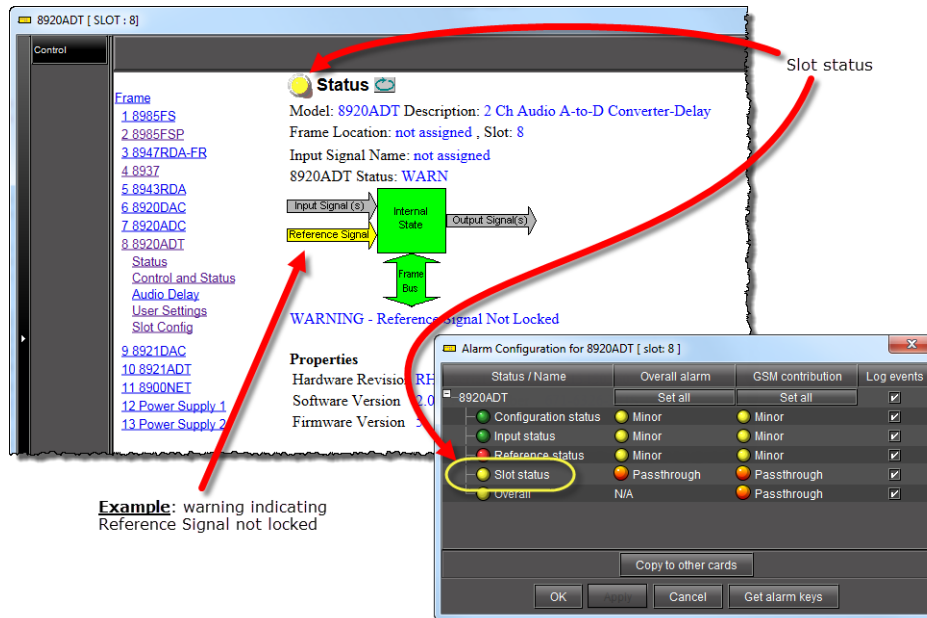 8920ADT [ SLOT : 8]
Control
Slot status
Frame
1 8985FS
2 8985FSP
3 8947RDA-FR
4 8937
5 8943RDA
6 8920DAC
7 8920ADC
8 8920ADT
Status
Control and Status
Audio Delay
User Settings
Slot Config
9 8921DAC
10 8921ADT
11 8900NET
12 Power Supply 1
13 Power Supply 2
Status
Model: 8920ADT Description: 2 Ch Audio A-to-D Converter-Delay
Frame Location: not assigned , Slot: 8
Input Signal Name: not assigned
8920ADT Status: WARN
Input Signal (s)
Reference Signal
Internal
State
Output Signal(s)
Frame
Bus
WARNING - Reference Signal Not Locked
Properties
Hardware Revision RH
Software Version 2.0
Firmware Version
Alarm Configuration for 8920ADT [ slot: 8 ]
Status / Name Overall alarm GSM contribution Log events
8920ADT Set all Set all
Configuration status Minor Minor
Input status Minor Minor
Reference status Minor Minor
Slot status Passthrough Passthrough
Overall N/A Passthrough
Copy to other cards
OK Apply Cancel Get alarm keys
Example: warning indicating
Reference Signal not locked